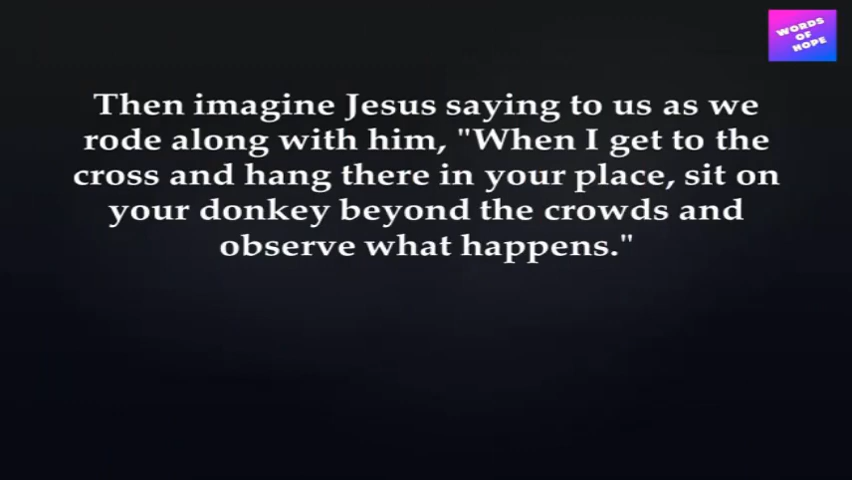 WORDS
OF
HOPE
Then imagine Jesus saying to us as we
rode along with him, "When I get to the
cross and hang there in your place, sit on
your donkey beyond the crowds and
observe what happens."